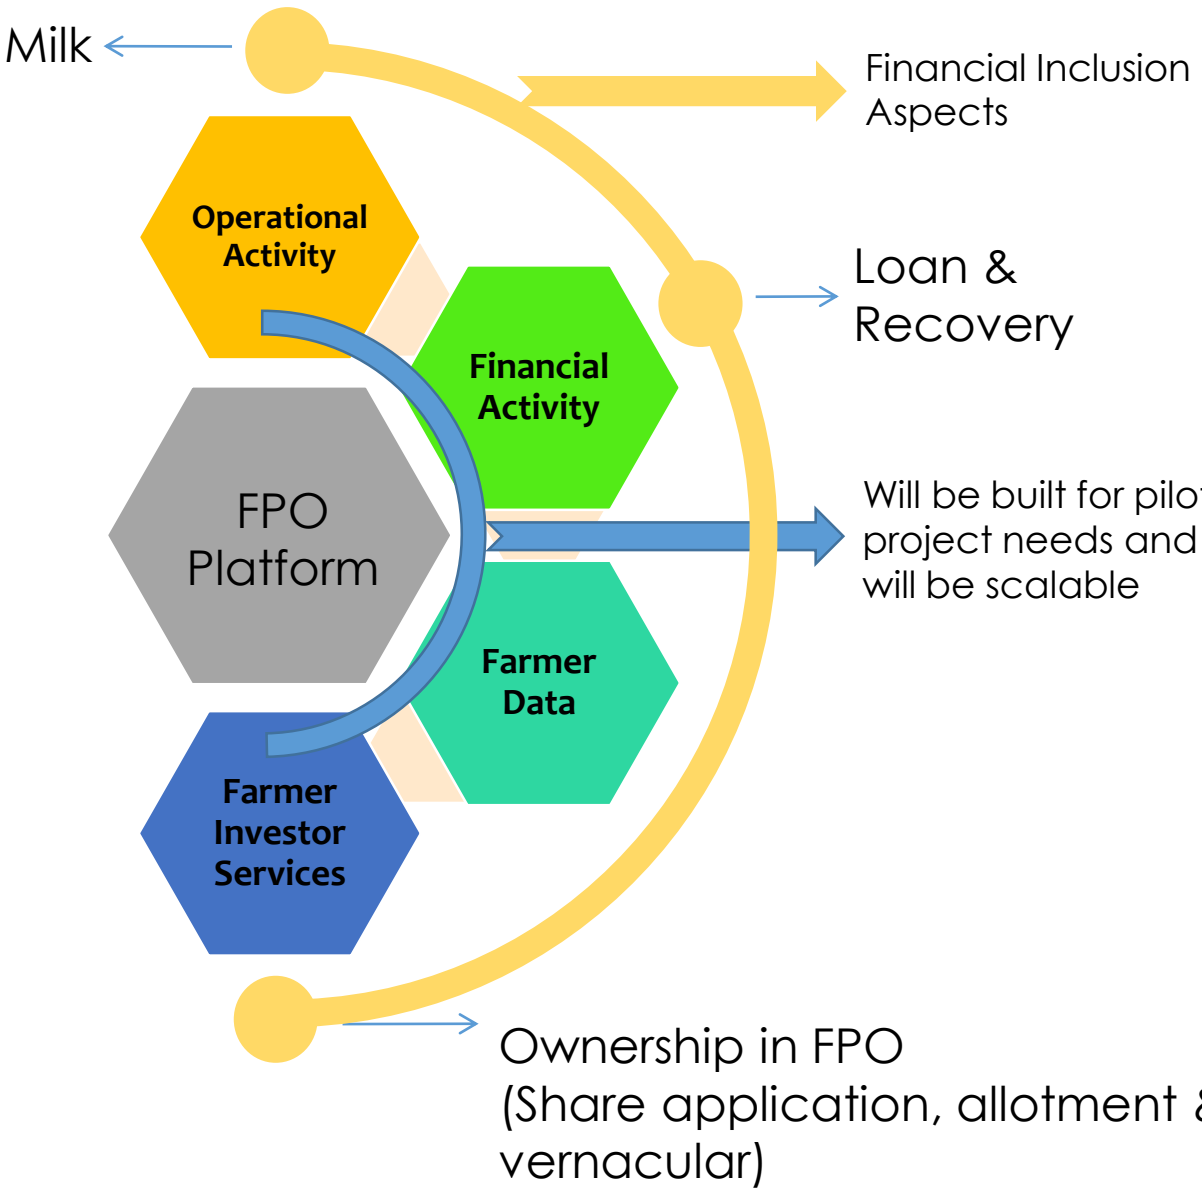 Milk
Financial Inclusion
Aspects
Operational
Activity
Loan &
Recovery
Financial
Activity
FPO
Platform
Will be built for pilot
project needs and
will be scalable
Farmer
Data
Farmer
Investor
Services
Ownership in FPO
(Share application, allotment &
vernacular)